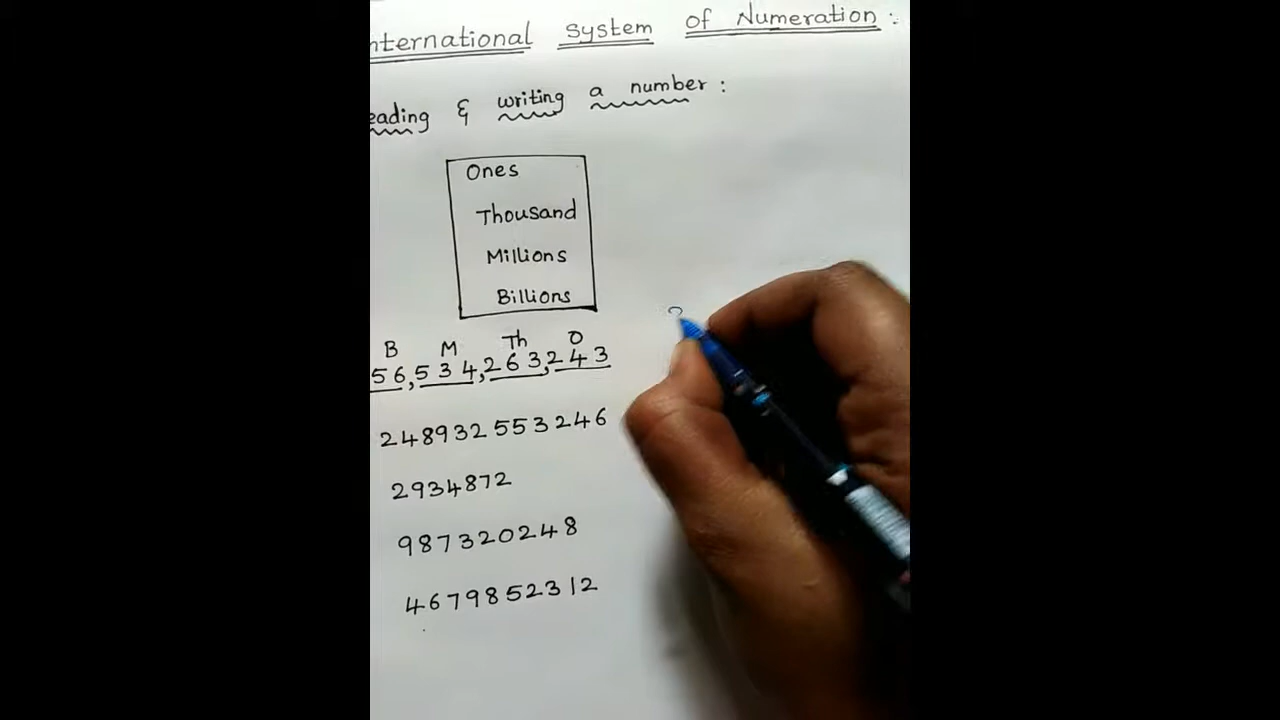 nternational System of Numeration:
eading & writing a number:
Ones
Thousand
Millions
Billions
B M Th O
56,534,263,243
248932553246
2934872
987320248
4679852312